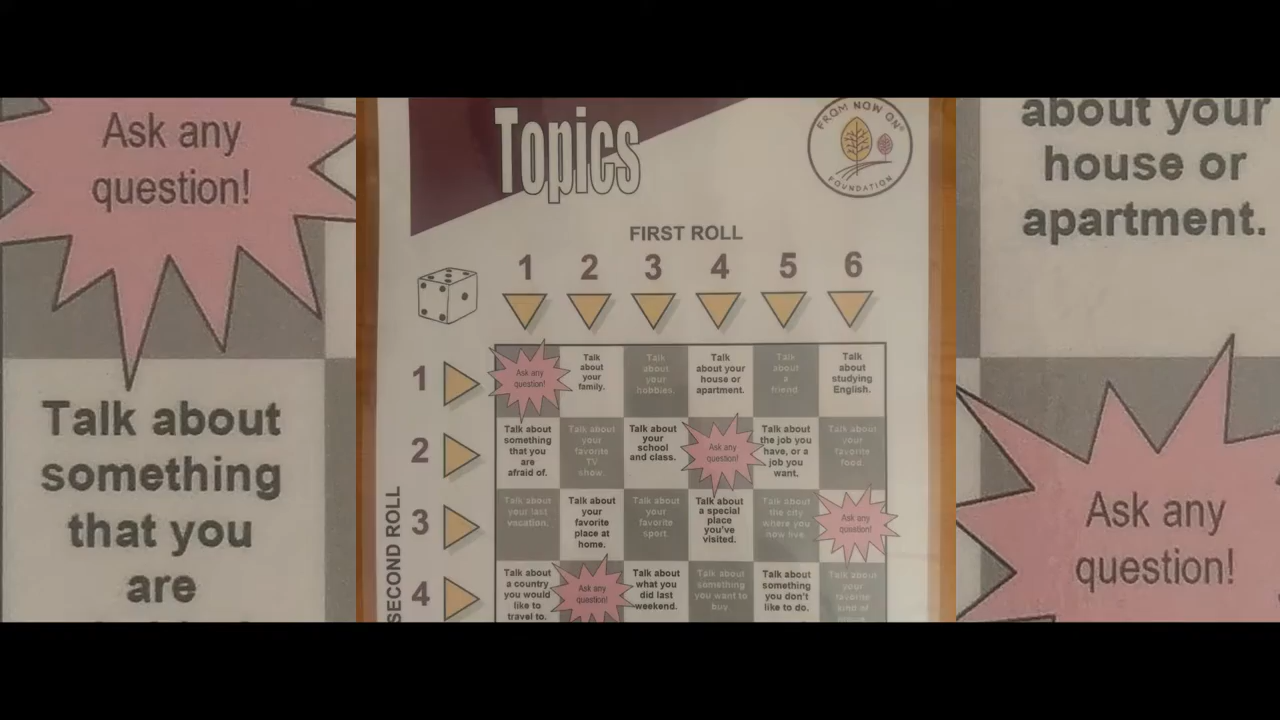 Ask any
question!
Talk about
something
that you
are
Topics
FROM NOW ON®
FOUNDATION
FIRST ROLL
1 2 3 4 5 6
SECOND ROLL
1
Ask any
question!
Talk
about
your
family.
Talk
about
your
hobbies.
Talk
about your
house or
apartment.
Talk
about
a
friend
Talk
about
studying
English.
2
Talk about
something
that you
are
afraid of.
Talk about
your
favorite
TV
show.
Talk about
your
school
and class.
Ask any
question!
Talk about
the job you
have, or a
job you
want.
Talk about
your
favorite
food.
3
Talk about
your last
vacation.
Talk about
your
favorite
place at
home.
Talk about
your
favorite
sport.
Talk about
a special
place
you've
visited.
Talk about
the city
where you
now live.
Ask any
question!
4
Talk about
a country
you would
like to
travel to.
Ask any
question!
Talk about
what you
did last
weekend.
Talk about
something
you want to
buy.
Talk about
something
you don't
like to do.
Talk about
your
favorite
kind of
about your
house or
apartment.
Ask any
question!